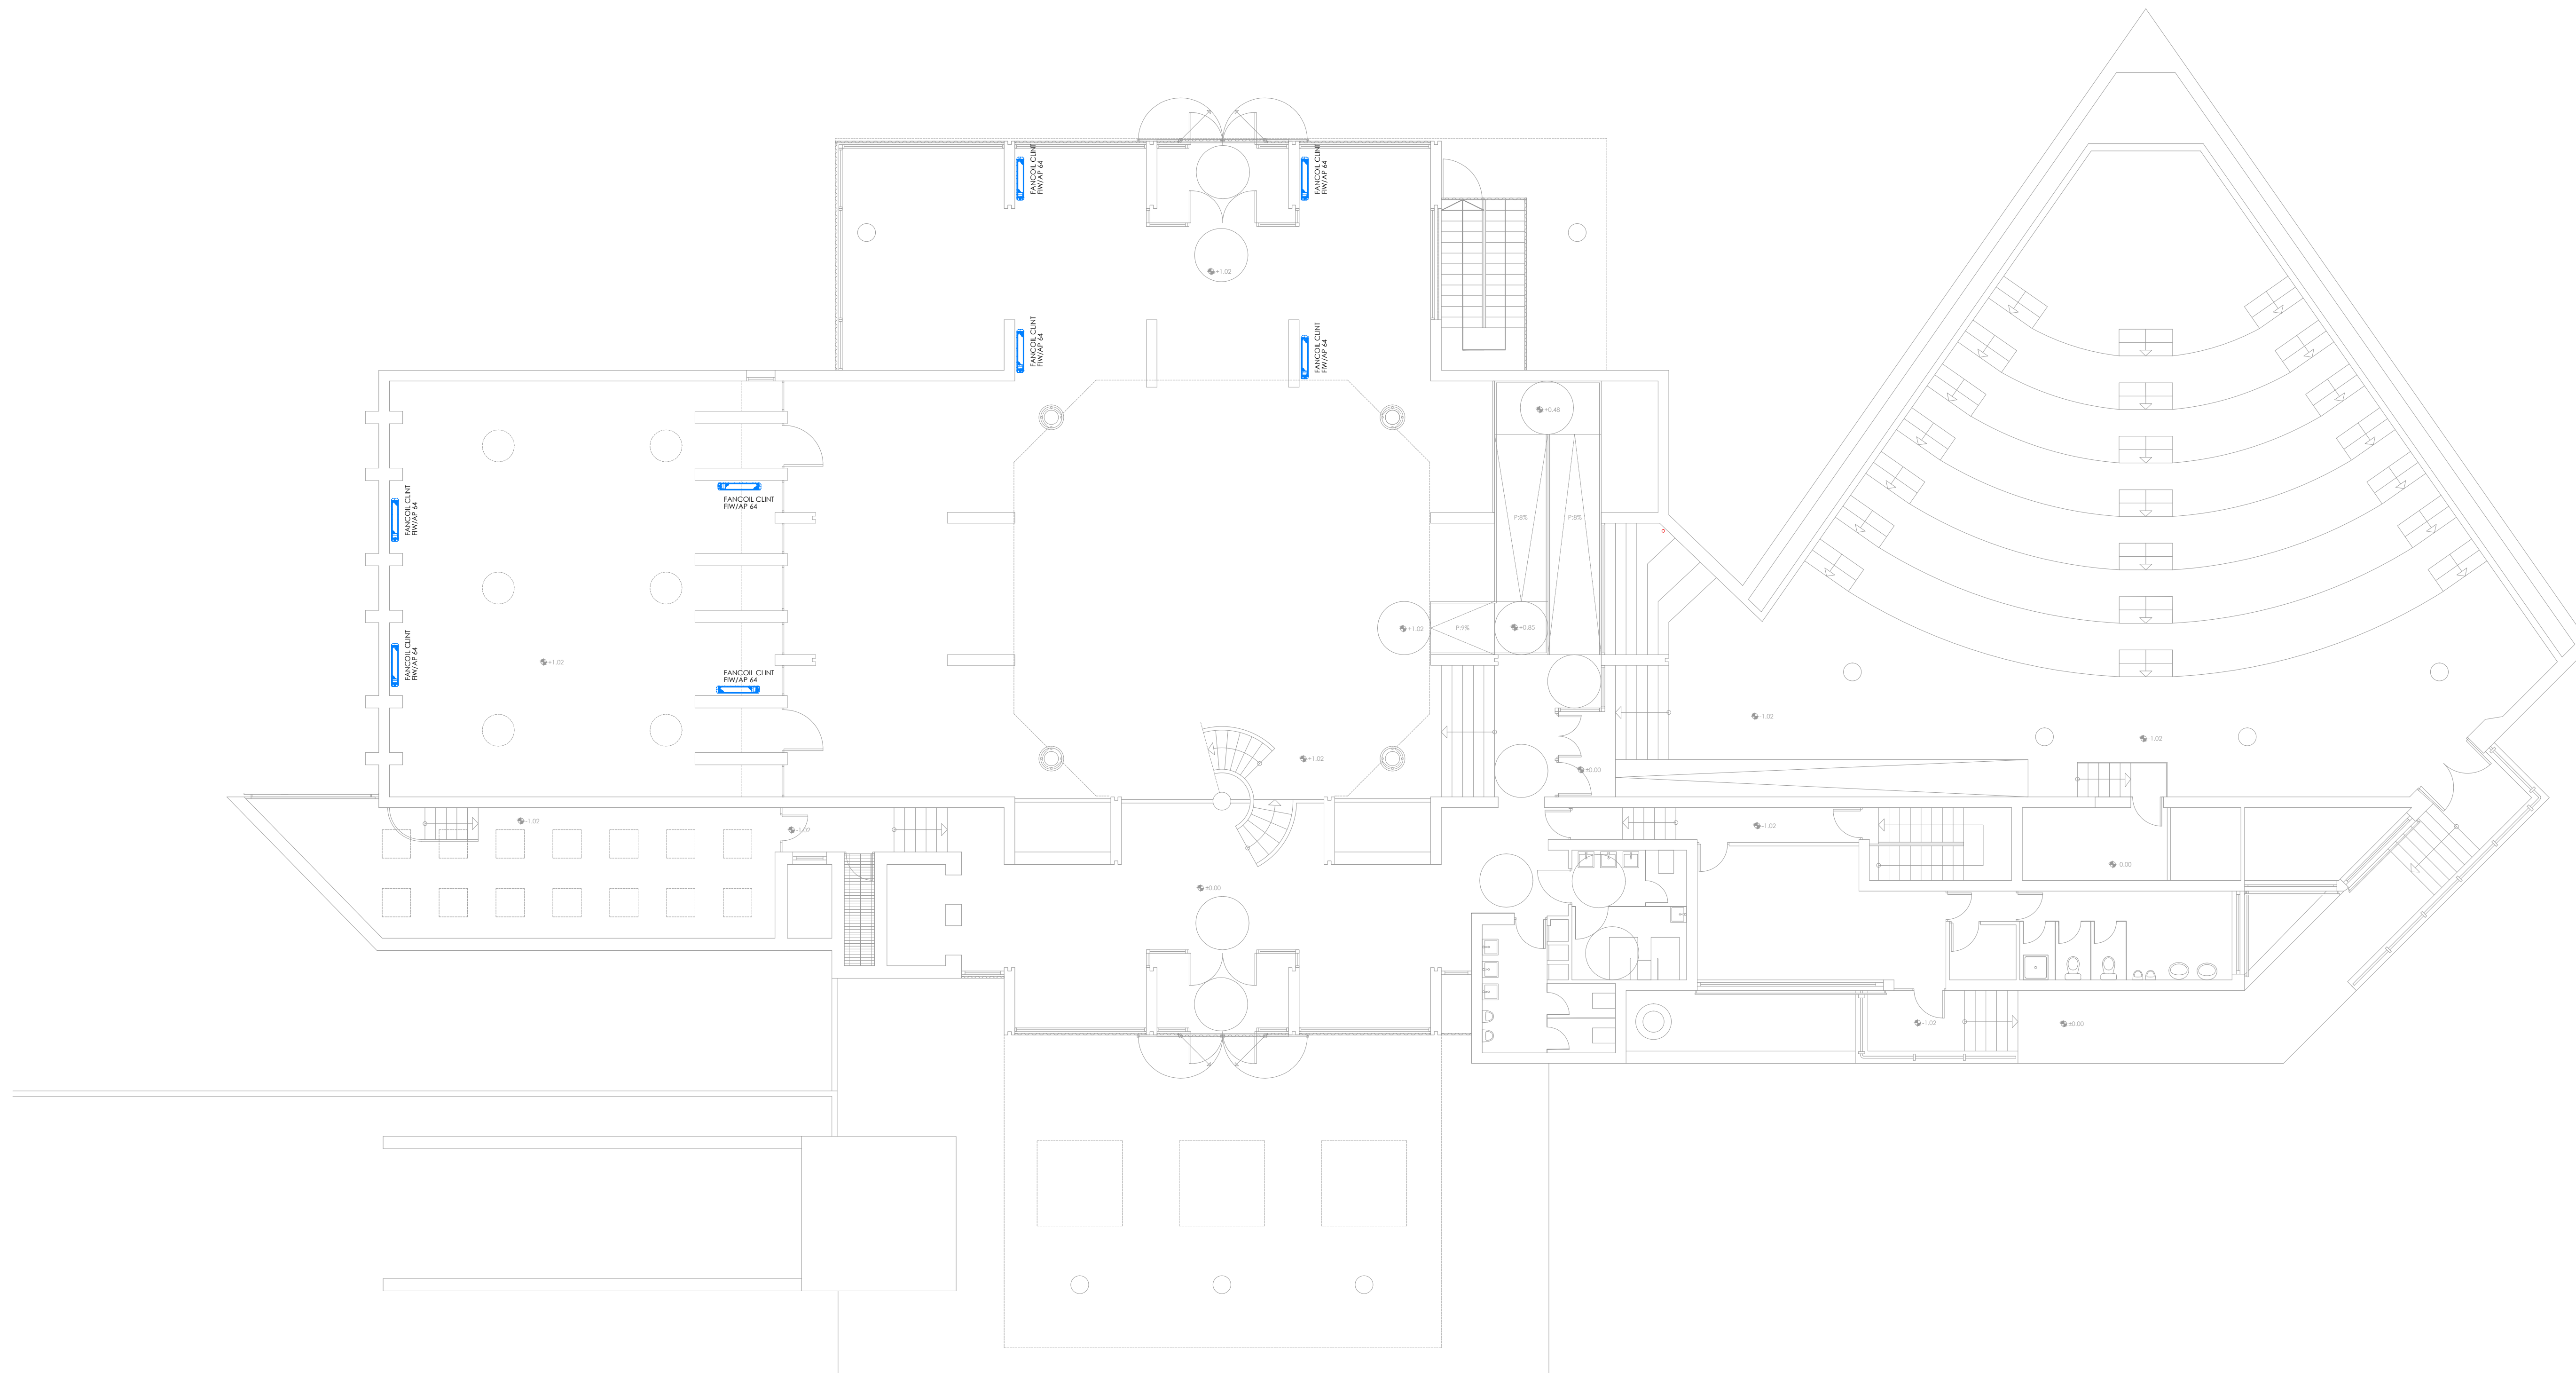 FANCOIL CLINT
FIW/AP 64
FANCOIL CLINT
FIW/AP 64
+1.02
FANCOIL CLINT
FIW/AP 64
FANCOIL CLINT
FIW/AP 64
+0.48
FANCOIL CLINT
FIW/AP 64
FANCOIL CLINT
FIW/AP 64
P:8%
P:8%
+1.02
P:9%
+0.85
FANCOIL CLINT
FIW/AP 64
FANCOIL CLINT
FIW/AP 64
+1.02
-1.02
-1.02
+1.02
±0.00
-1.02
-1.02
-1.02
-0.00
±0.00
-1.02
±0.00